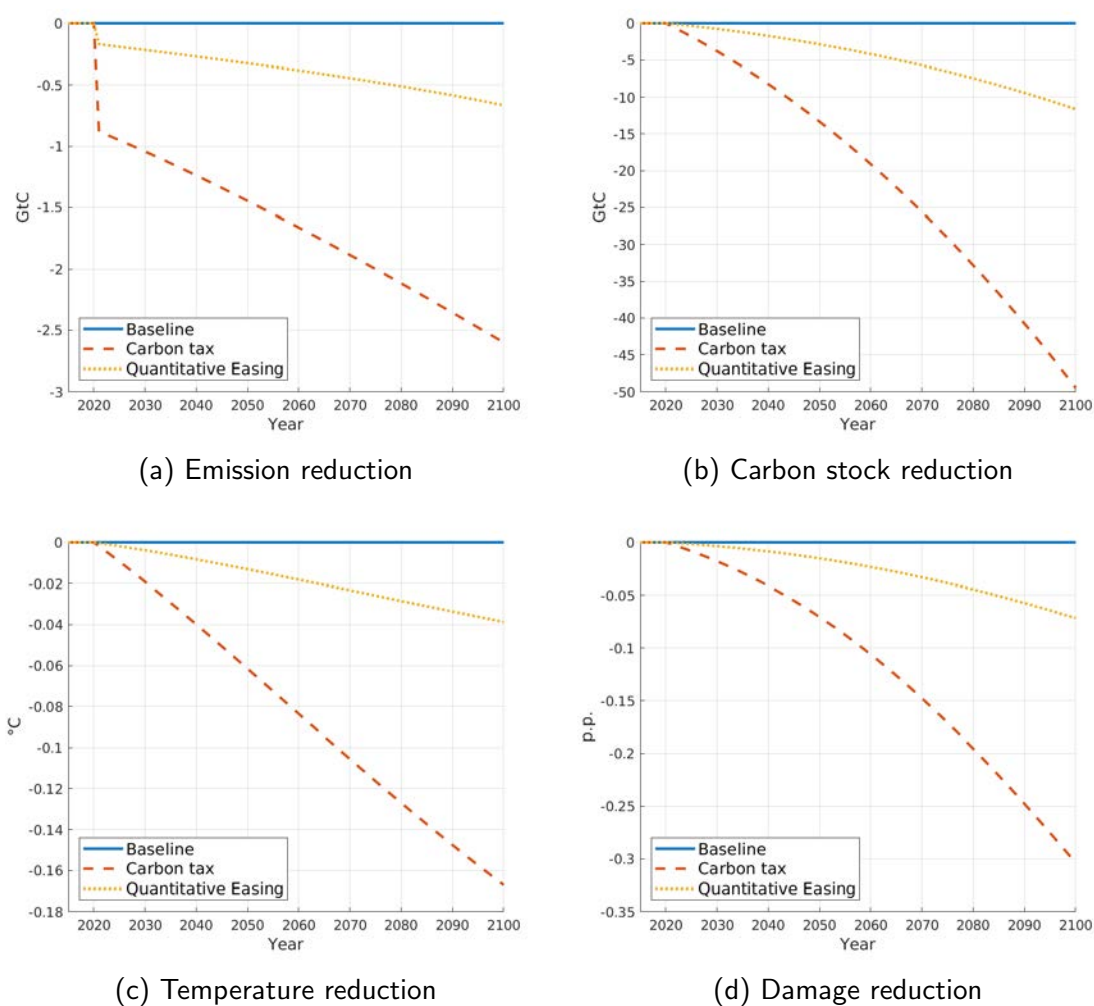 0
-0.5
-1
-1.5
-2
-2.5
-3
GtC
2020 2030 2040 2050 2060 2070 2080 2090 2100
Year
Baseline
Carbon tax
Quantitative Easing
(a) Emission reduction
0
-5
-10
-15
-20
-25
-30
-35
-40
-45
-50
GtC
2020 2030 2040 2050 2060 2070 2080 2090 2100
Year
Baseline
Carbon tax
Quantitative Easing
(b) Carbon stock reduction
0
-0.02
-0.04
-0.06
-0.08
-0.1
-0.12
-0.14
-0.16
-0.18
°C
2020 2030 2040 2050 2060 2070 2080 2090 2100
Year
Baseline
Carbon tax
Quantitative Easing
(c) Temperature reduction
0
-0.05
-0.1
-0.15
-0.2
-0.25
-0.3
-0.35
p.p.
2020 2030 2040 2050 2060 2070 2080 2090 2100
Year
Baseline
Carbon tax
Quantitative Easing
(d) Damage reduction